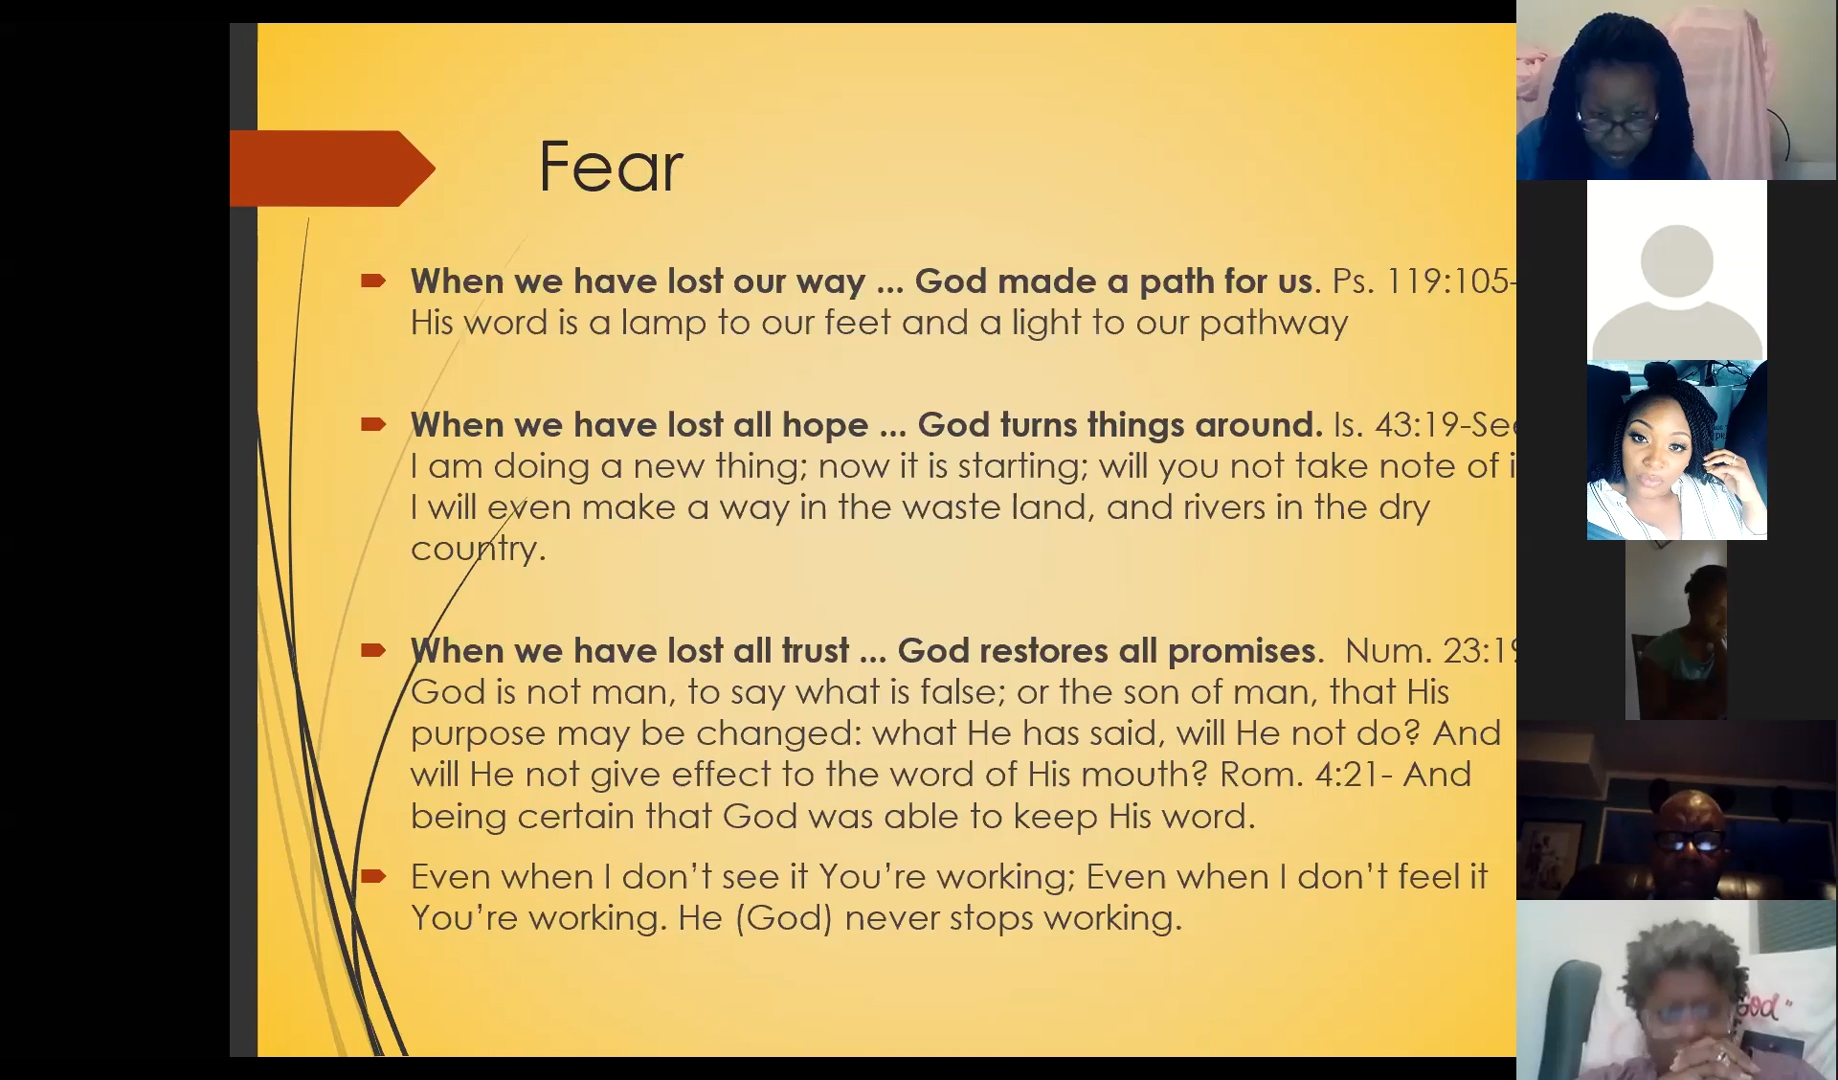 Fear
When we have lost our way ... God made a path for us. Ps. 119:105-
His word is a lamp to our feet and a light to our pathway
When we have lost all hope ... God turns things around. Is. 43:19-See
I am doing a new thing; now it is starting; will you not take note of
I will even make a way in the waste land, and rivers in the dry
country.
When we have lost all trust ... God restores all promises. Num. 23:19
God is not man, to say what is false; or the son of man, that His
purpose may be changed: what He has said, will He not do? And
will He not give effect to the word of His mouth? Rom. 4:21- And
being certain that God was able to keep His word.
Even when I don't see it You're working; Even when I don't feel it
You're working. He (God) never stops working.
God"